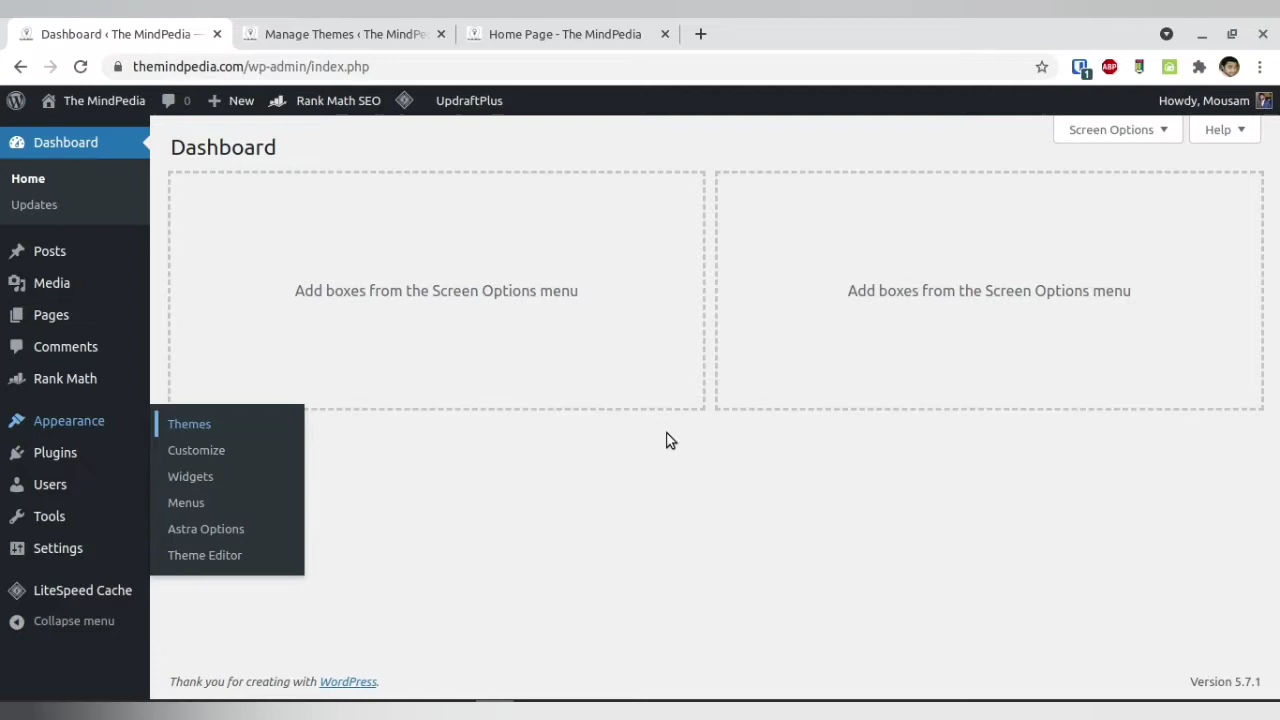 Dashboard ‹ The MindPedia —
Manage Themes ‹ The MindPe
Home Page - The MindPedia
themindpedia.com/wp-admin/index.php
1
ABP
The MindPedia
0
New
Rank Math SEO
UpdraftPlus
Howdy, Mousam
Dashboard
Home
Updates
Posts
Media
Pages
Comments
Rank Math
Appearance
Plugins
Users
Tools
Settings
LiteSpeed Cache
Collapse menu
Themes
Customize
Widgets
Menus
Astra Options
Theme Editor
Dashboard
Screen Options
Help
Add boxes from the Screen Options menu
Add boxes from the Screen Options menu
Thank you for creating with WordPress.
Version 5.7.1